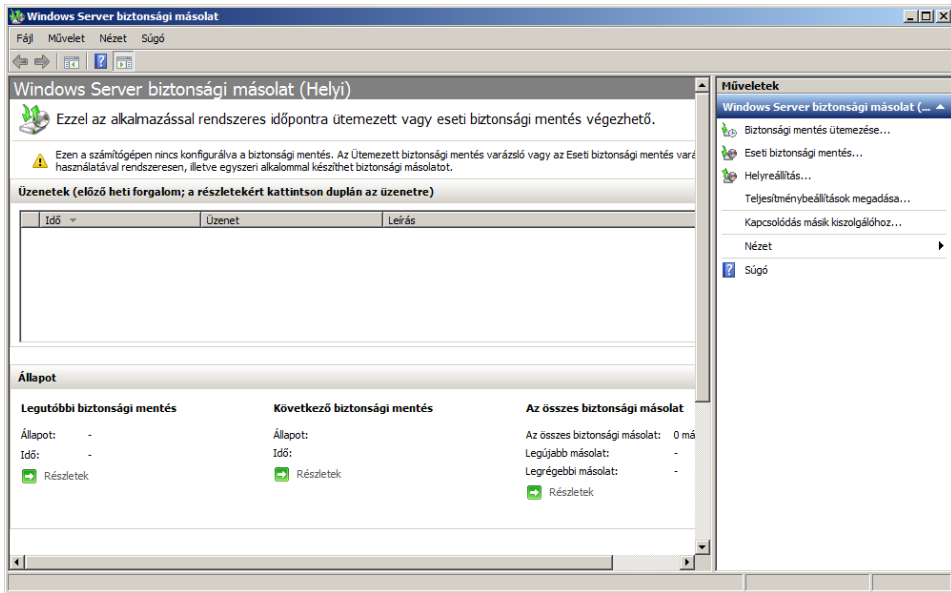 Windows Server biztonsági másolat
Fájl Művelet Nézet Súgó
Windows Server biztonsági másolat (Helyi)
Ezzel az alkalmazással rendszeres időpontra ütemezett vagy eseti biztonsági mentés végezhető.
Ezen a számítógépen nincs konfigurálva a biztonsági mentés. Az Ütemezett biztonsági mentés varázsló vagy az Eseti biztonsági mentés vará
használatával rendszeresen, illetve egyszeri alkalommal készíthet biztonsági másolatot.
Üzenetek (előző heti forgalom; a részletekért kattintson duplán az üzenetre)
Idő Üzenet Leírás
Állapot
Legutóbbi biztonsági mentés
Állapot: -
Idő: -
Részletek
Következő biztonsági mentés
Állapot:
Idő:
Részletek
Az összes biztonsági másolat
Az összes biztonsági másolat: 0 má
Legújabb másolat: -
Legrégebbi másolat: -
Részletek
Műveletek
Windows Server biztonsági másolat (...
Biztonsági mentés ütemezése...
Eseti biztonsági mentés...
Helyreállítás...
Teljesítménybeállítások megadása...
Kapcsolódás másik kiszolgálóhoz...
Nézet
Súgó